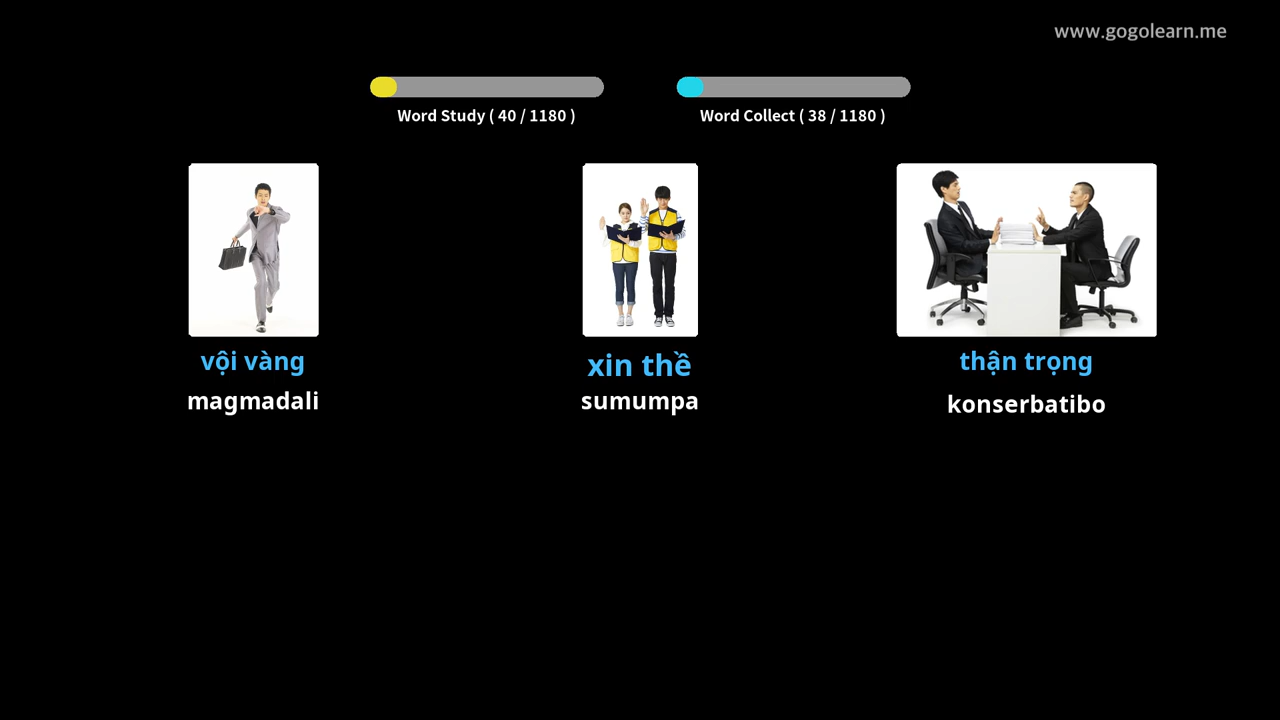 www.gogolearn.me
Word Study ( 40 / 1180 )
Word Collect ( 38 / 1180 )
vội vàng
magmadali
xin thề
sumumpa
thận trọng
konserbatibo